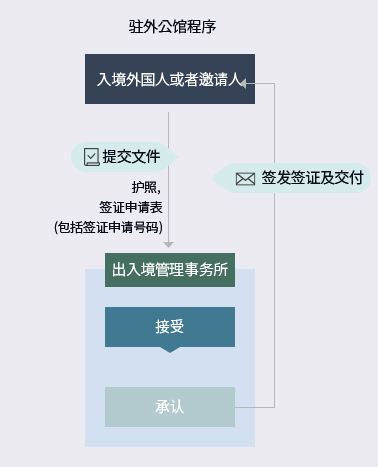 驻外公馆程序
入境外国人或者邀请人
提交文件
签发签证及交付
护照,
签证申请表
(包括签证申请号码)
出入境管理事务所
接受
承认